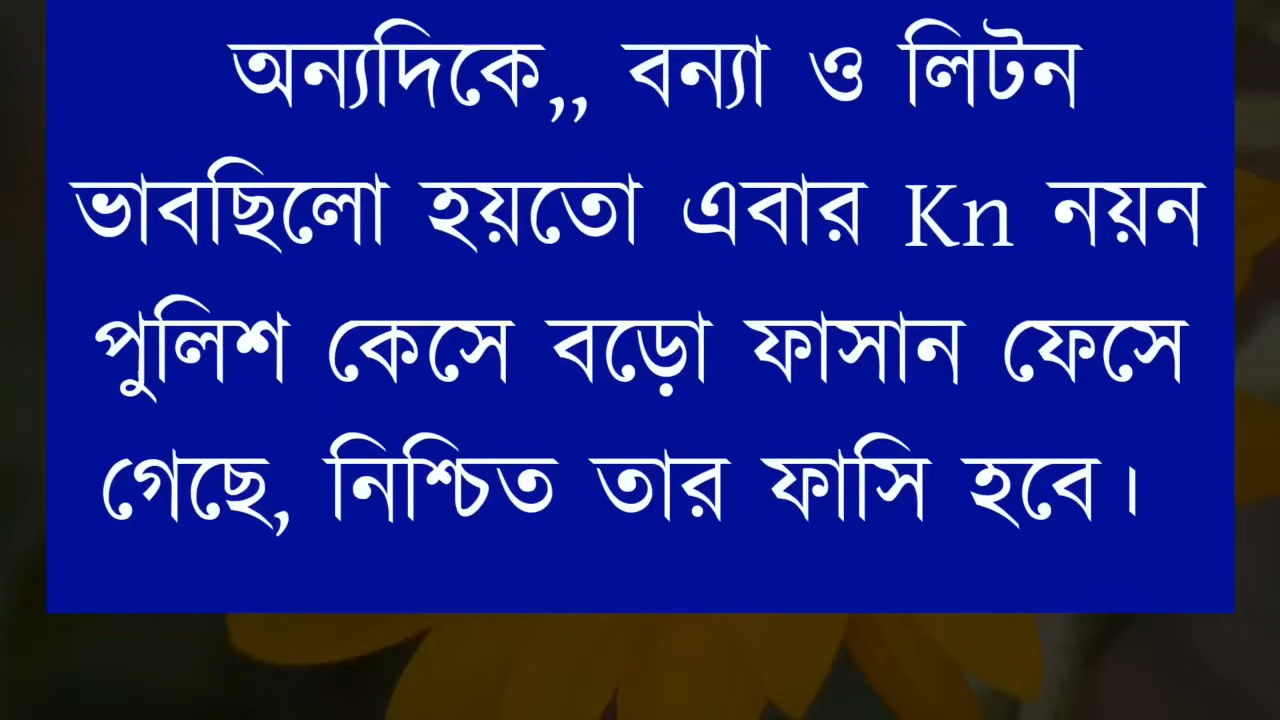 অন্যদিকে,, বন্যা ও লিটন
ভাবছিলো হয়তো এবার Kn নয়ন
পুলিশ কেসে বড়ো ফাসান ফেসে
গেছে, নিশ্চিত তার ফাসি হবে।